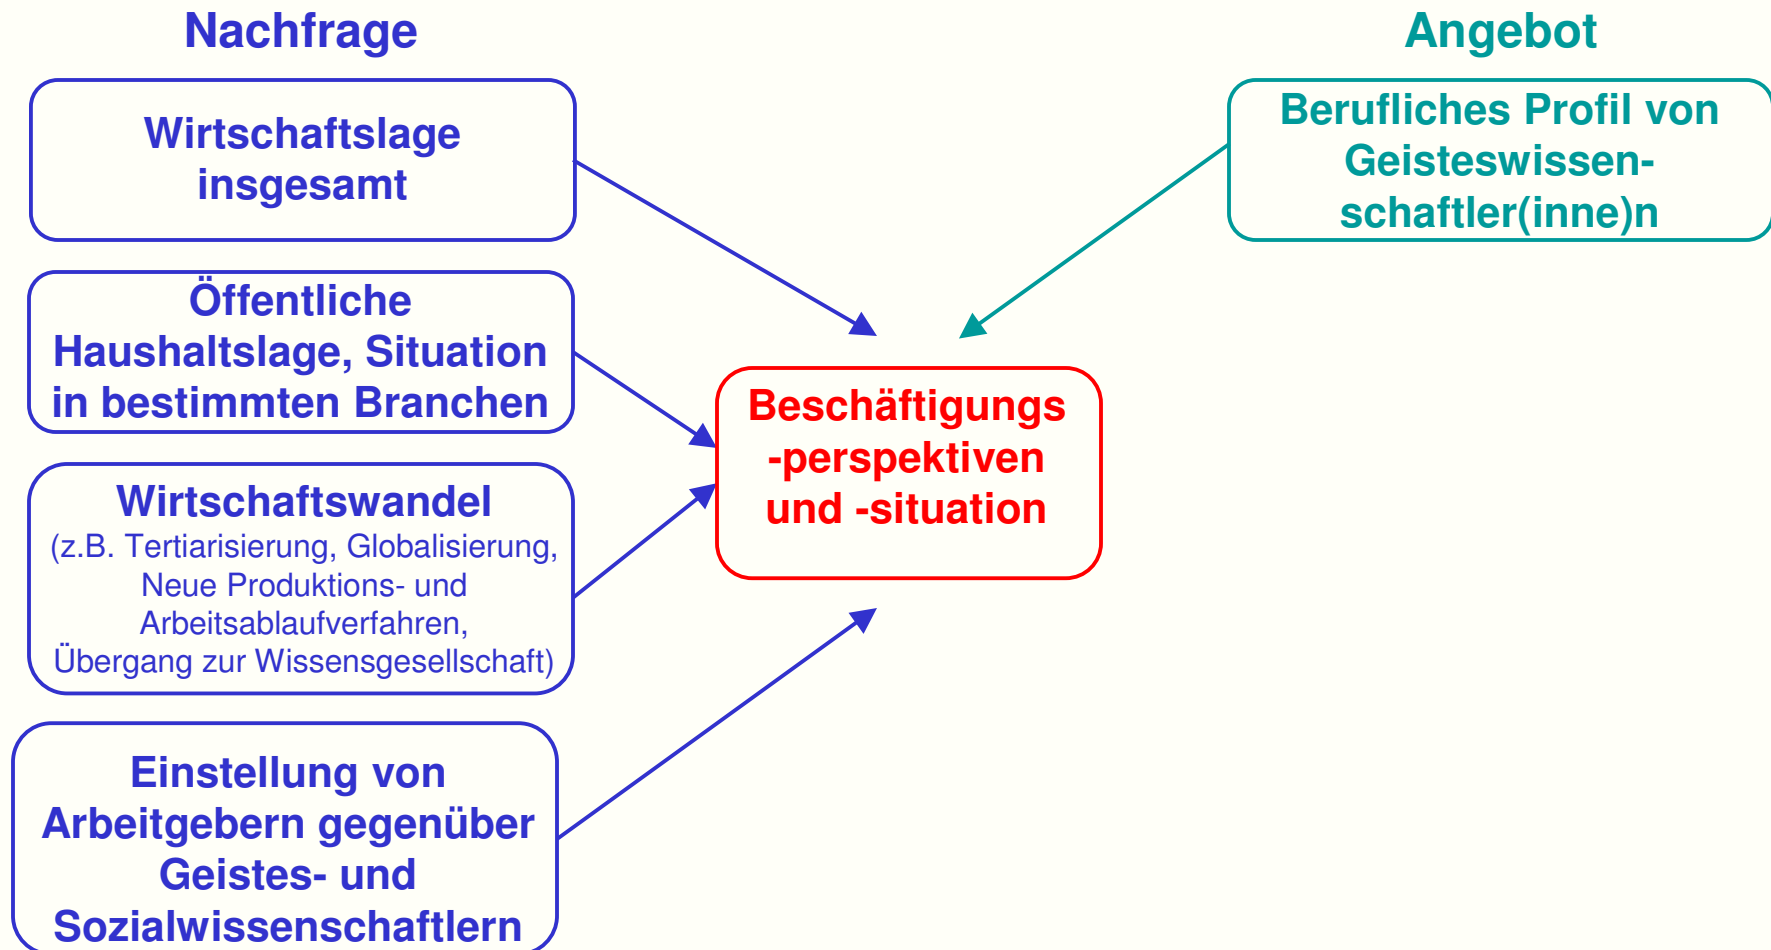 Nachfrage
Wirtschaftslage
insgesamt
Öffentliche
Haushaltslage, Situation
in bestimmten Branchen
Wirtschaftswandel
(z.B. Tertiarisierung, Globalisierung,
Neue Produktions- und
Arbeitsablaufverfahren,
Übergang zur Wissensgesellschaft)
Einstellung von
Arbeitgebern gegenüber
Geistes- und
Sozialwissenschaftlern
Beschäftigungs
-perspektiven
und -situation
Angebot
Berufliches Profil von
Geisteswissen-
schaftler(inne)n